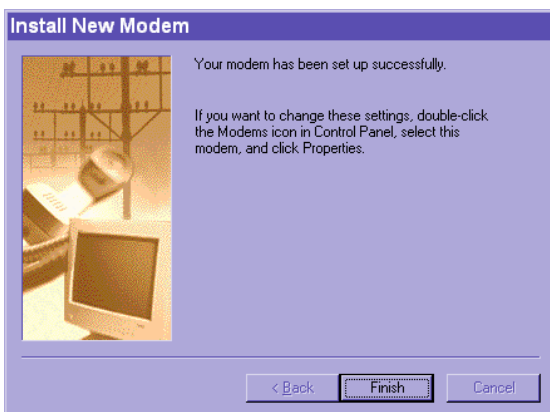 Install New Modem
Your modem has been set up successfully.
If you want to change these settings, double-click
the Modems icon in Control Panel, select this
modem, and click Properties.
< Back
Finish
Cancel